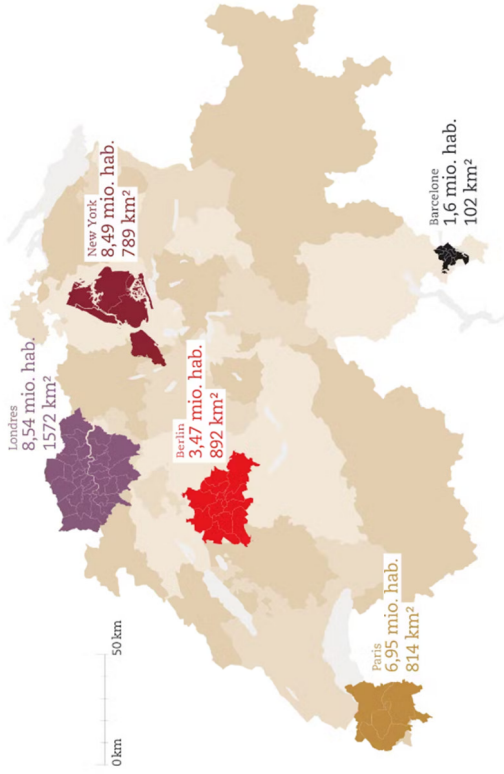 Londres
8,54 mio. hab.
1572 km²
New York
8,49 mio. hab.
789 km²
Berlin
3,47 mio. hab.
892 km²
Barcelone
1,6 mio. hab.
102 km²
Paris
6,95 mio. hab.
814 km²
0 km
50 km